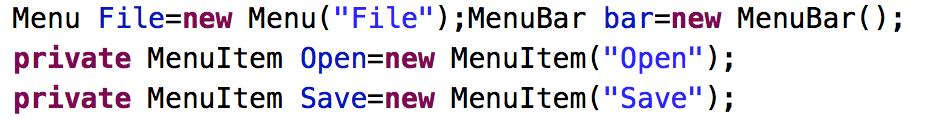 Menu File=new Menu("File");MenuBar bar=new MenuBar();
private MenuItem Open=new MenuItem("Open");
private MenuItem Save=new MenuItem("Save");